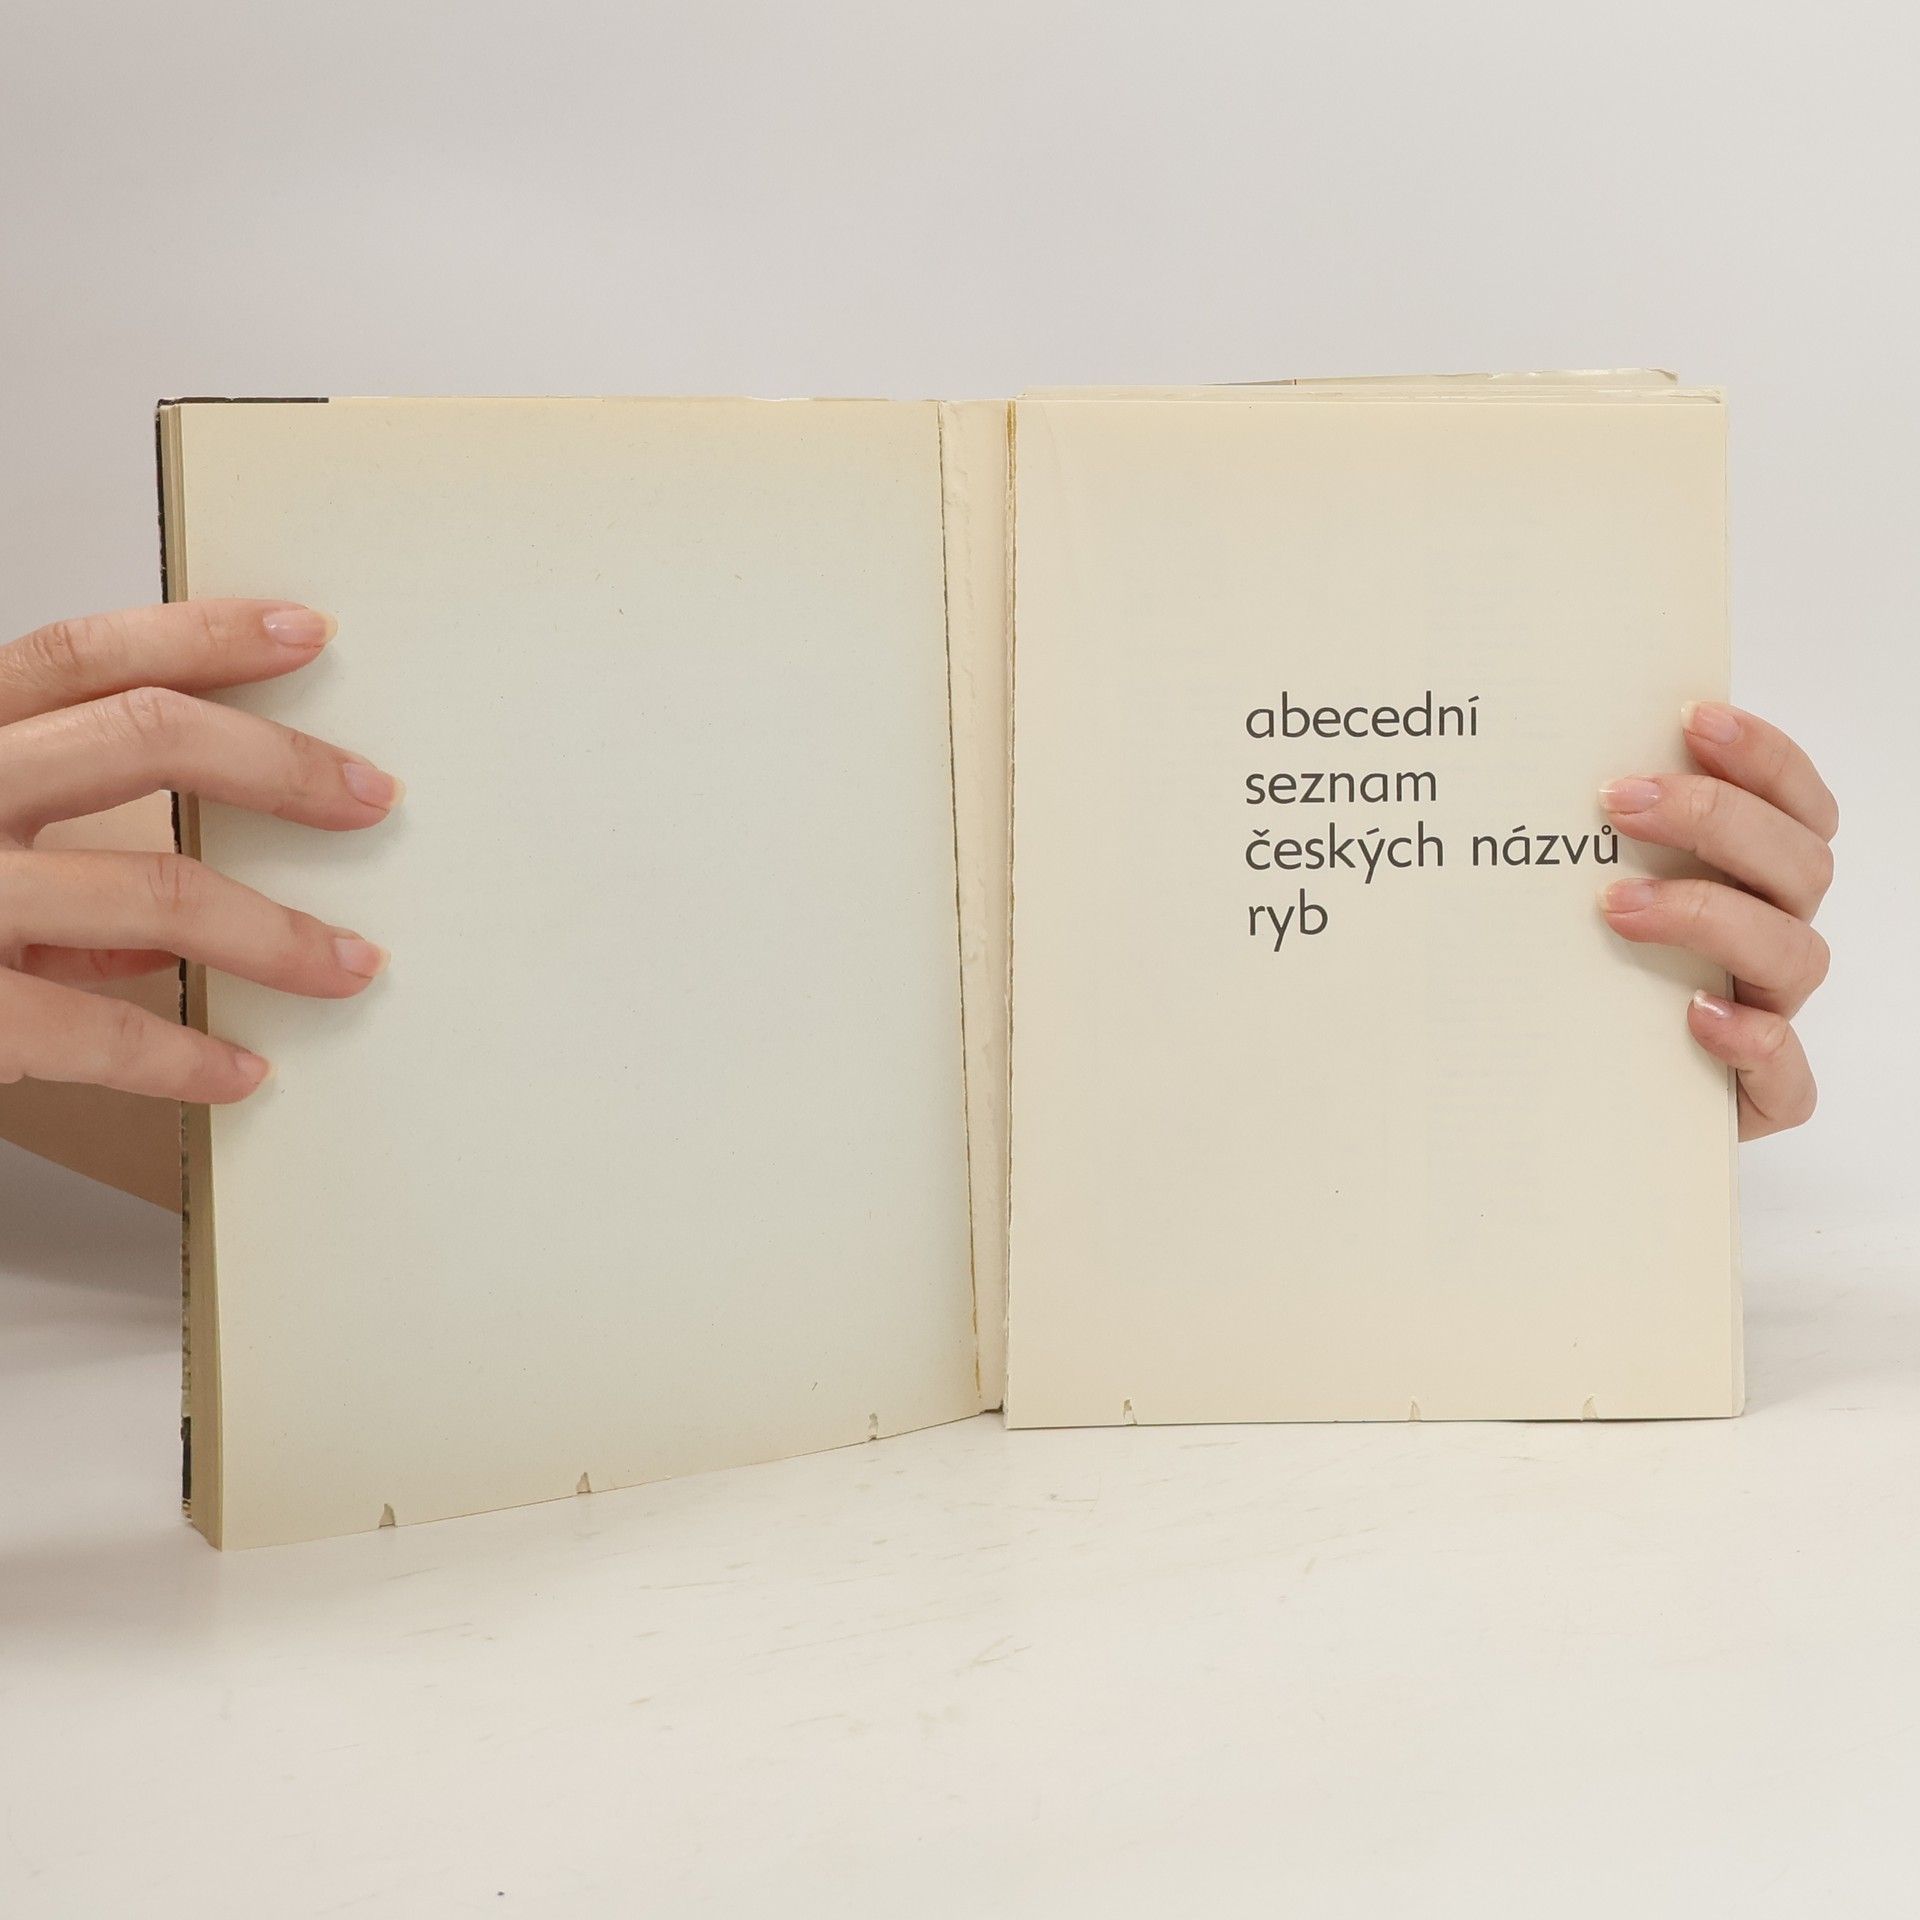 abecední
seznam
českých názvů
ryb